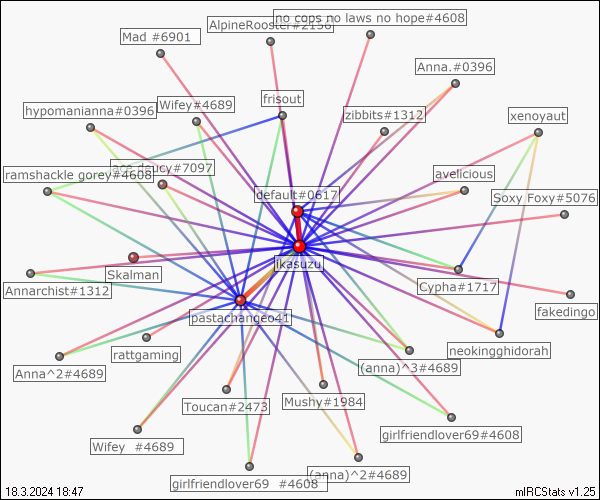 no cops no laws no hope#4608
AlpineRooster#2156
Mad #6901
Anna.#0396
frisout
Wifey#4689
hypomanianna#0396
zibbits#1312
xenoyaut
ace_daucy#7097
ramshackle gorey#4608
avelicious
default#0617
Soxy Foxy#5076
ikasuzu
Skalman
Annarchist#1312
Cypha#1717
fakedingo
pastachangeo41
rattgaming
neokingghidorah
Anna^2#4689
(anna)^3#4689
Toucan#2473
Mushy#1984
girlfriendlover69#4608
Wifey  #4689
(anna)^2#4689
girlfriendlover69  #4608
18.3.2024 18:47
mIRCStats v1.25